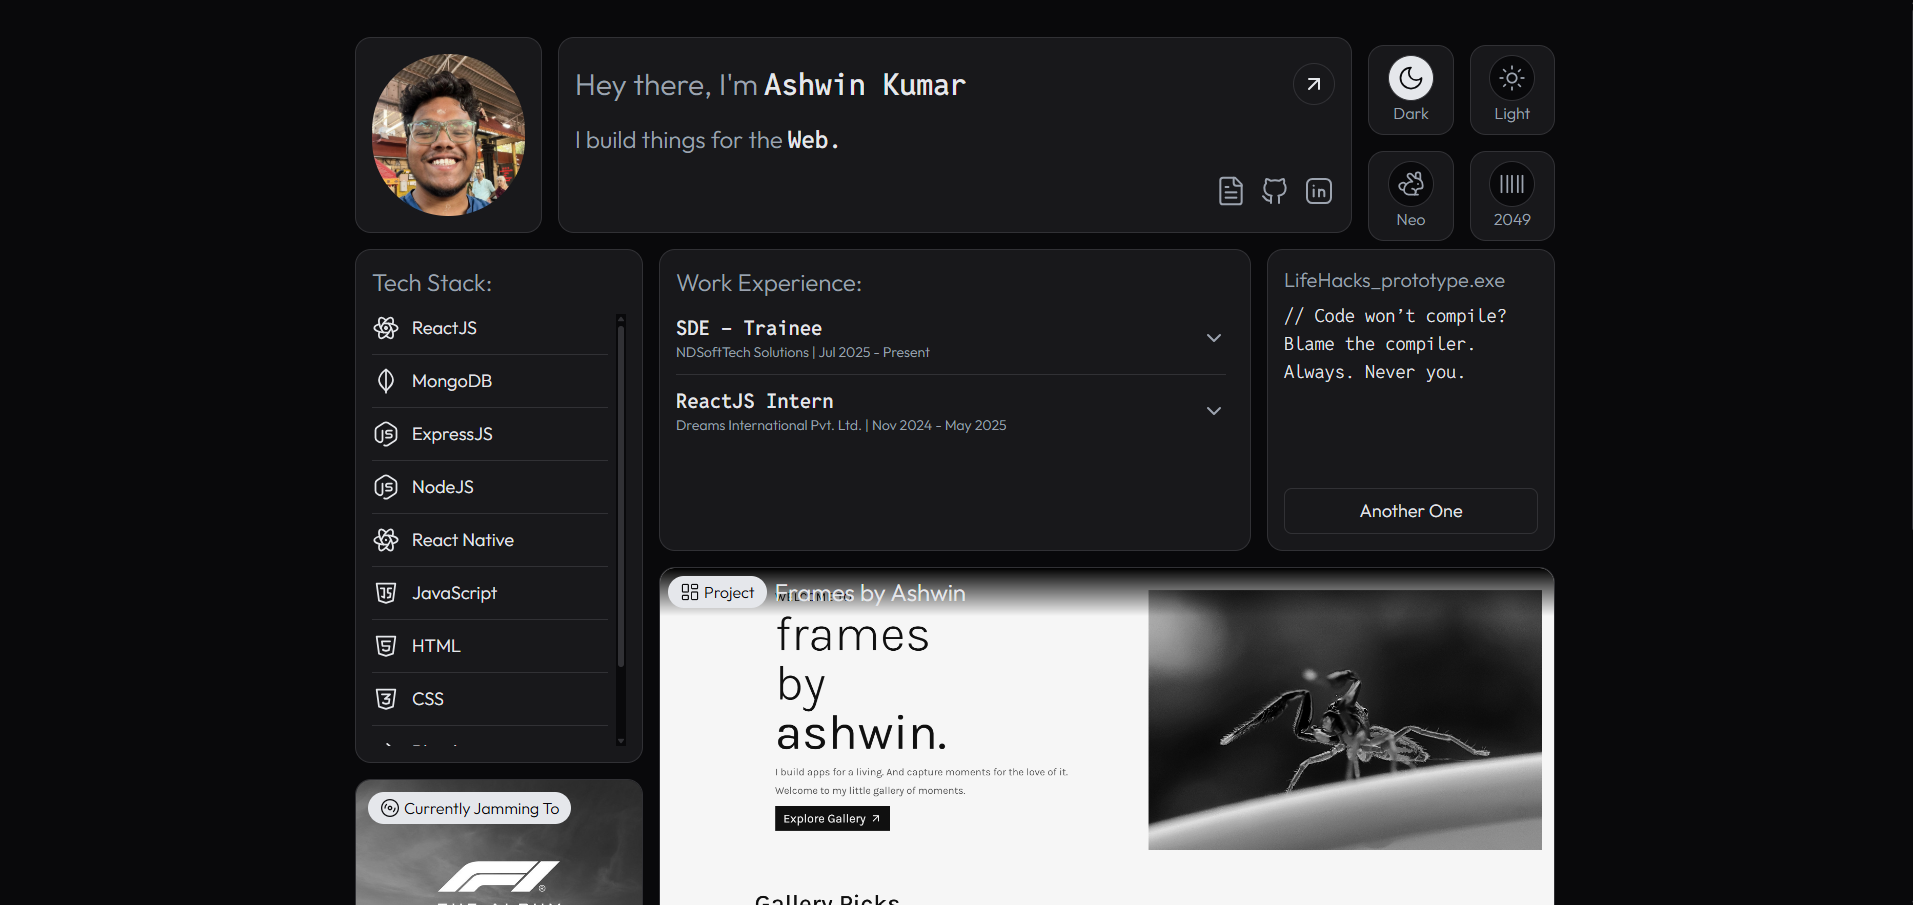 Hey there, I'm Ashwin Kumar
I build things for the Web.
Dark
Light
Neo
2049
Tech Stack:
ReactJS
MongoDB
ExpressJS
NodeJS
React Native
JavaScript
HTML
CSS
Work Experience:
SDE – Trainee
NDSoftTech Solutions | Jul 2025 - Present
ReactJS Intern
Dreams International Pvt. Ltd. | Nov 2024 - May 2025
LifeHacks_prototype.exe
// Code won’t compile?
Blame the compiler.
Always. Never you.
Another One
Project
Frames by Ashwin
frames
by
ashwin.
I build apps for a living. And capture moments for the love of it.
Welcome to my little gallery of moments.
Explore Gallery
Gallery Picks
Currently Jamming To
F1